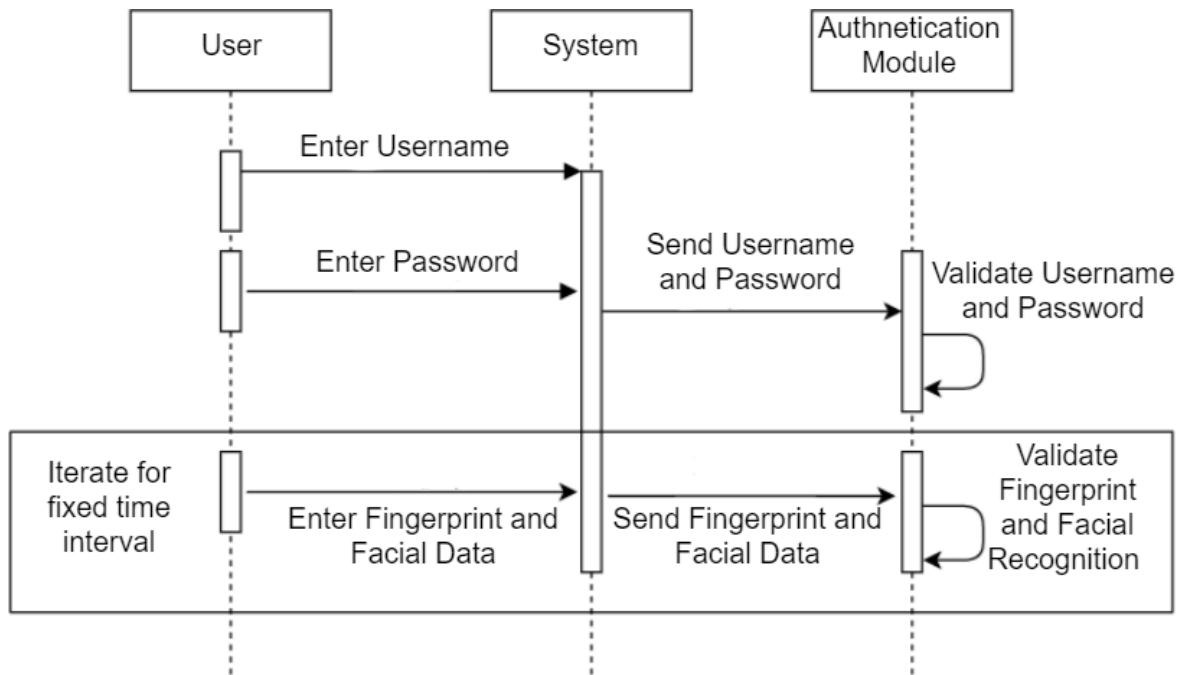 User
System
Authnetication
Module
Enter Username
Enter Password
Send Username
and Password
Validate Username
and Password
Iterate for
fixed time
interval
Enter Fingerprint and
Facial Data
Send Fingerprint and
Facial Data
Validate
Fingerprint
and Facial
Recognition